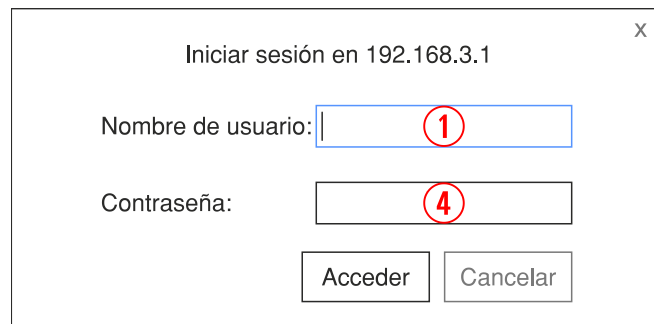 x
Iniciar sesión en 192.168.3.1
Nombre de usuario: 1
Contraseña: 4
Acceder Cancelar